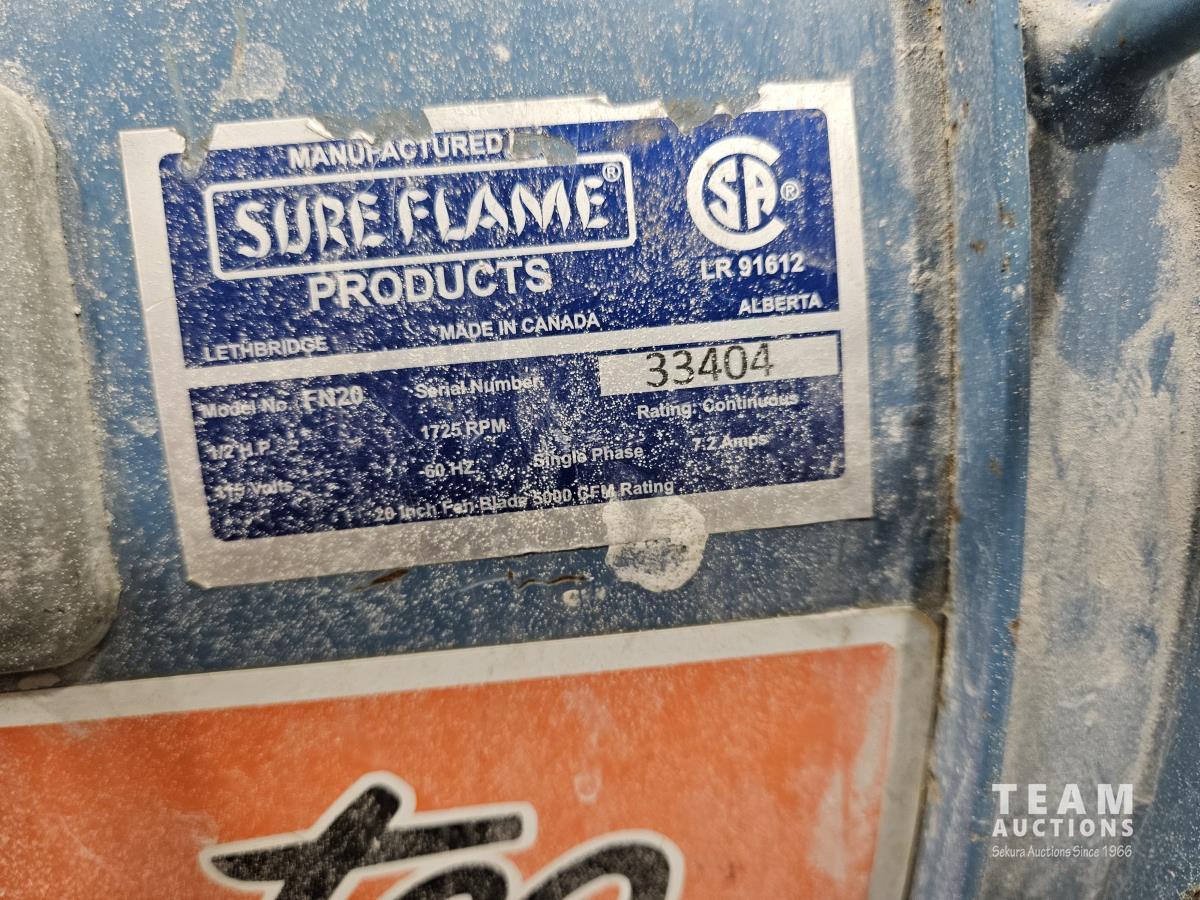 MANUFACTURED
SURE FLAME®
PRODUCTS
CSA®
LR 91612
LETHBRIDGE MADE IN CANADA ALBERTA
Model No. FN20 Serial Number: 33404
1/2 H.P. 1725 RPM Rating: Continuous
115 Volts 60 HZ Single Phase 7.2 Amps
20 Inch Fan Blade 5000 CFM Rating
TEAM
AUCTIONS
Sekura Auctions Since 1966